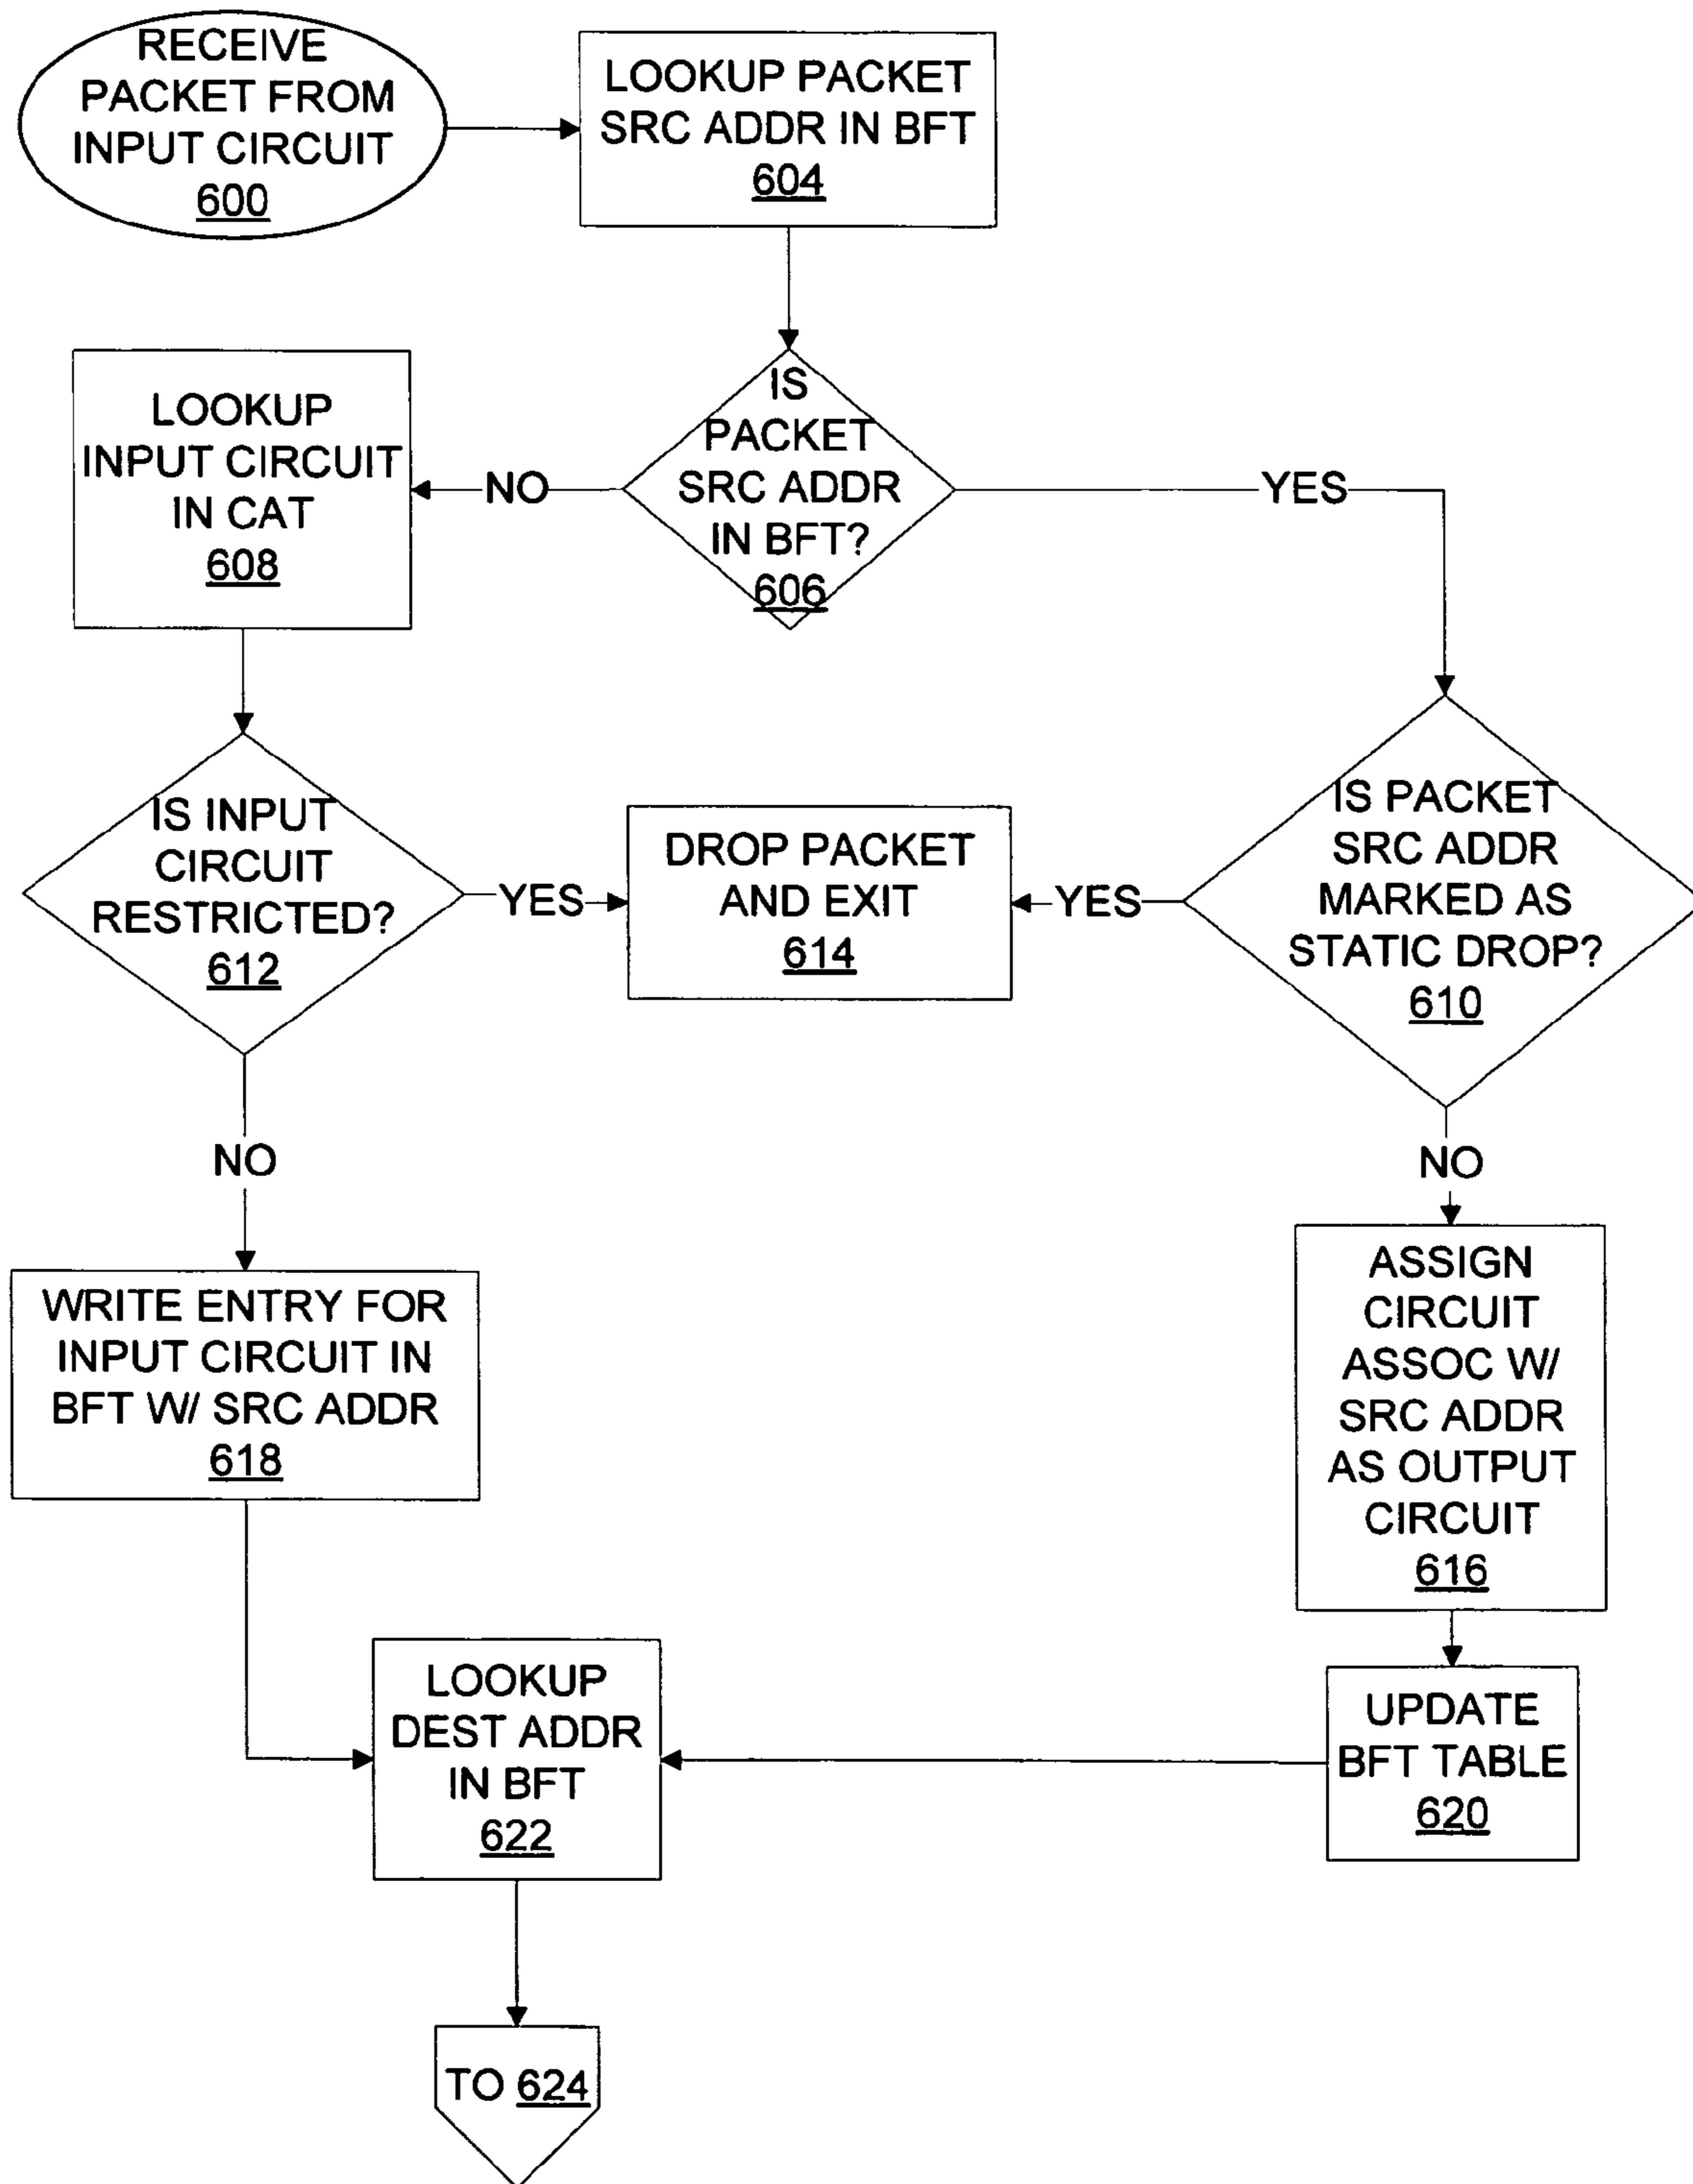 RECEIVE
PACKET FROM
INPUT CIRCUIT
600
LOOKUP PACKET
SRC ADDR IN BFT
604
IS
PACKET
SRC ADDR
IN BFT?
606
NO
YES
LOOKUP
INPUT CIRCUIT
IN CAT
608
IS INPUT
CIRCUIT
RESTRICTED?
612
YES
DROP PACKET
AND EXIT
614
YES
IS PACKET
SRC ADDR
MARKED AS
STATIC DROP?
610
NO
NO
WRITE ENTRY FOR
INPUT CIRCUIT IN
BFT W/ SRC ADDR
618
ASSIGN
CIRCUIT
ASSOC W/
SRC ADDR
AS OUTPUT
CIRCUIT
616
LOOKUP
DEST ADDR
IN BFT
622
UPDATE
BFT TABLE
620
TO 624